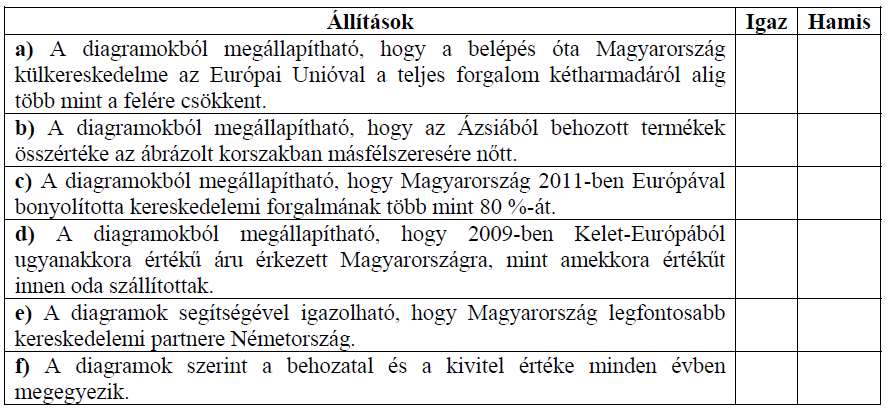 Állítások Igaz Hamis
a) A diagramokból megállapítható, hogy a belépés óta Magyarország
külkereskedelme az Európai Unióval a teljes forgalom kétharmadáról alig
több mint a felére csökkent.
b) A diagramokból megállapítható, hogy az Ázsiából behozott termékek
összértéke az ábrázolt korszakban másfélszeresére nőtt.
c) A diagramokból megállapítható, hogy Magyarország 2011-ben Európával
bonyolította kereskedelemi forgalmának több mint 80 %-át.
d) A diagramokból megállapítható, hogy 2009-ben Kelet-Európából
ugyanakkora értékű áru érkezett Magyarországra, mint amekkora értékűt
innen oda szállítottak.
e) A diagramok segítségével igazolható, hogy Magyarország legfontosabb
kereskedelemi partnere Németország.
f) A diagramok szerint a behozatal és a kivitel értéke minden évben
megegyezik.